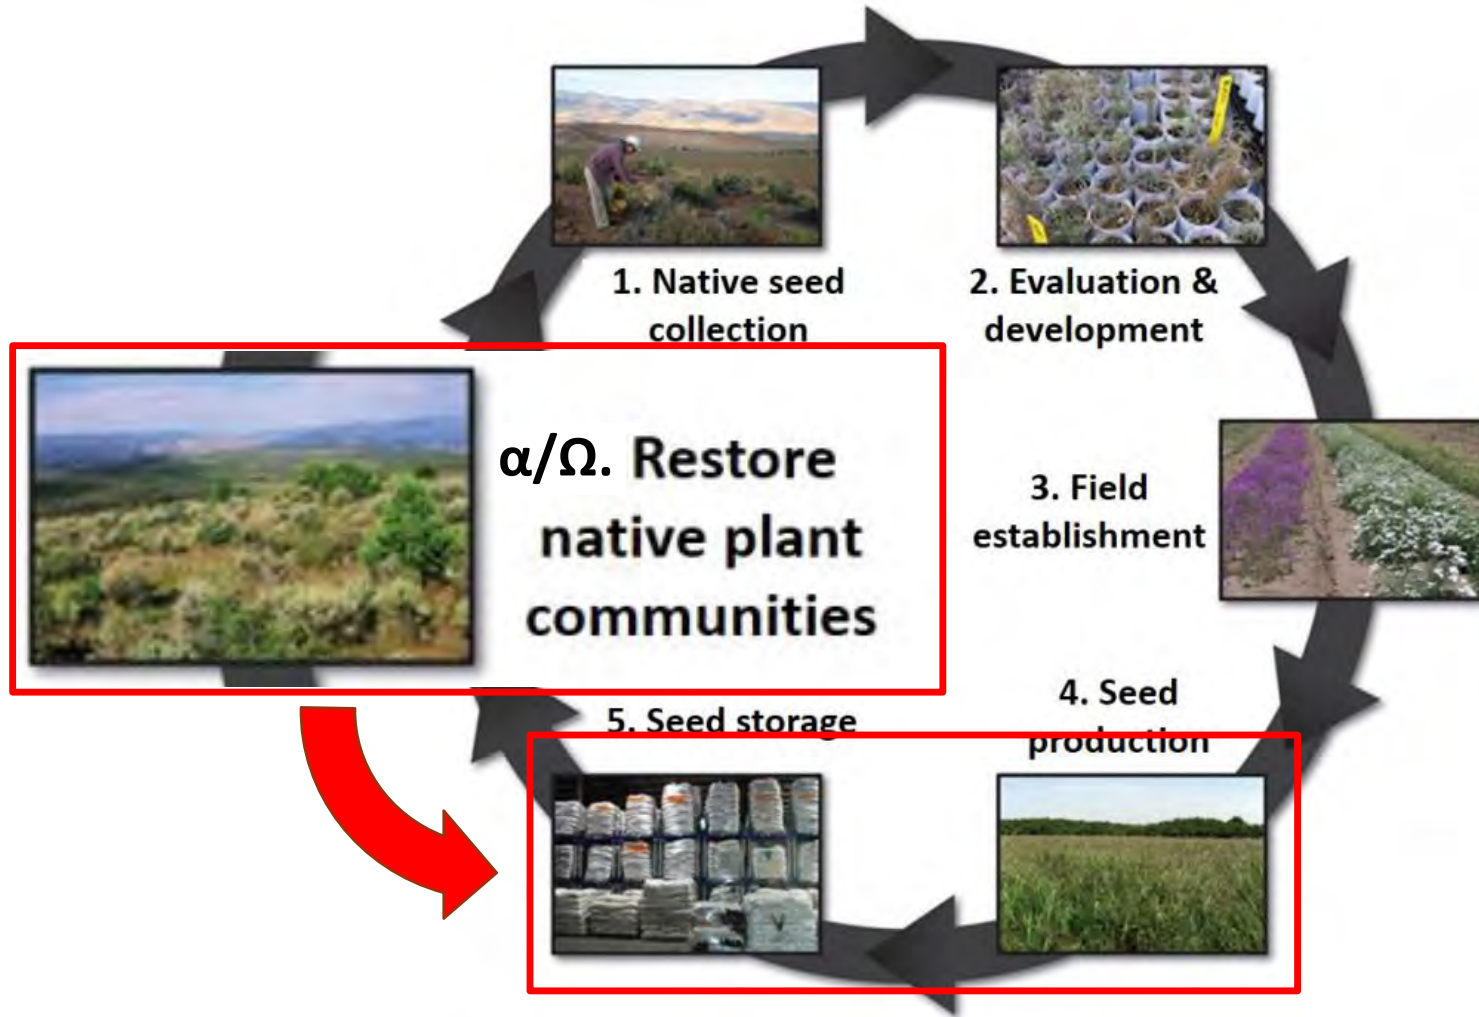 1. Native seed
collection
2. Evaluation &
development
α/Ω. Restore
native plant
communities
3. Field
establishment
4. Seed
production
5. Seed storage